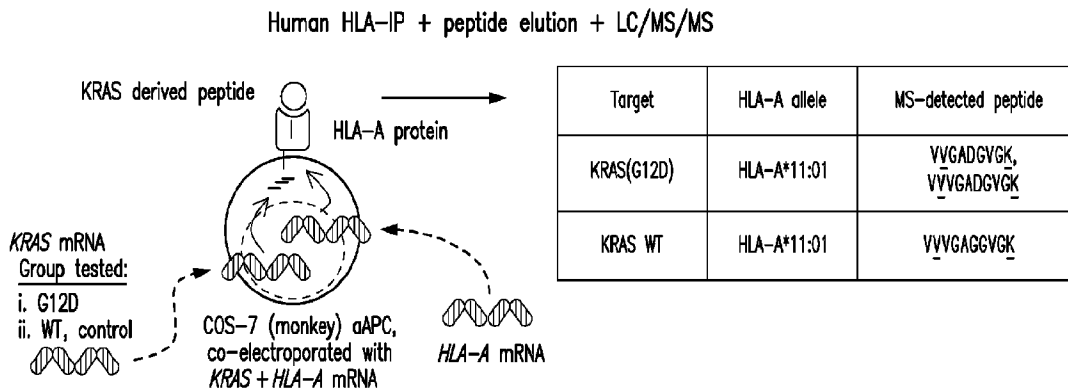 Human HLA-IP + peptide elution + LC/MS/MS
KRAS derived peptide
HLA-A protein
KRAS mRNA
Group tested:
i. G12D
ii. WT, control
COS-7 (monkey) aAPC,
co-electroporated with
KRAS + HLA-A mRNA
HLA-A mRNA
Target HLA-A allele MS-detected peptide
KRAS(G12D) HLA-A*11:01 VVGADGVGK,
VVVGADGVGK
KRAS WT HLA-A*11:01 VVVGAGGVGK